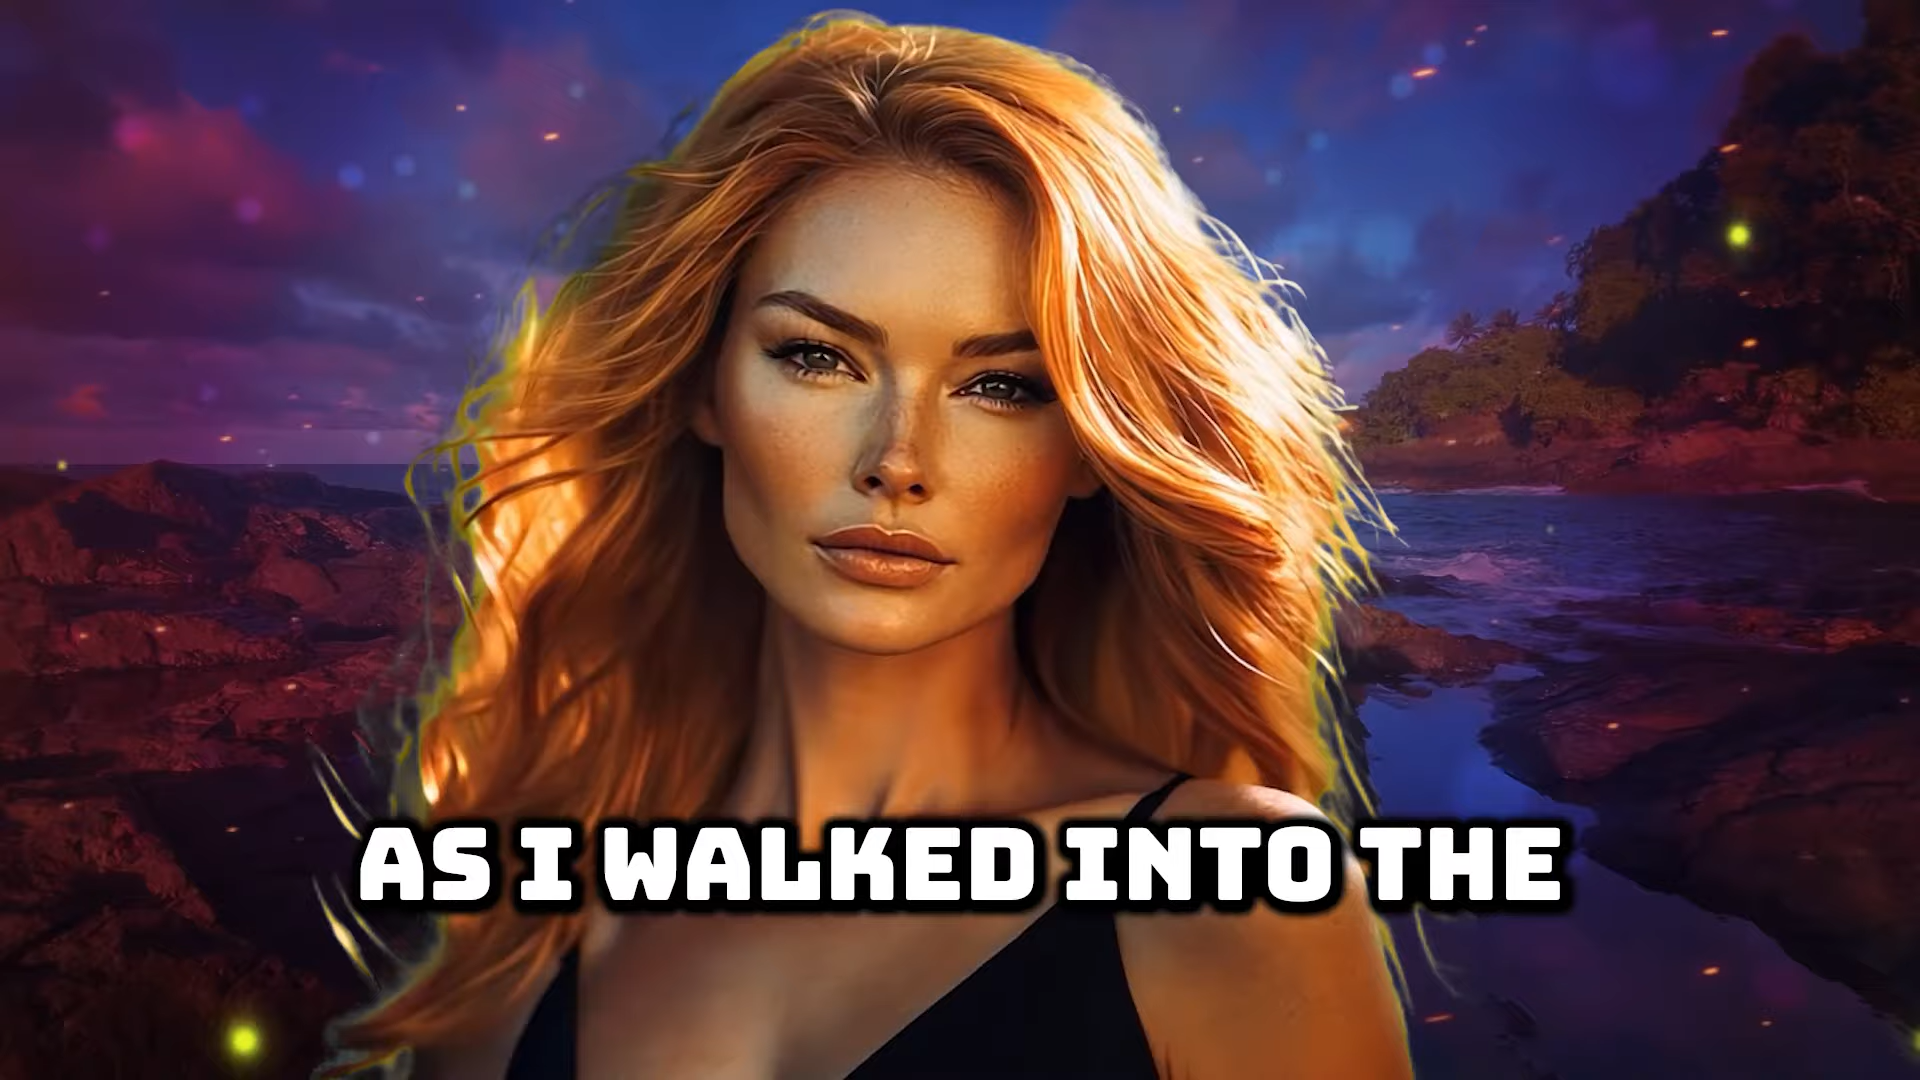 AS I WALKED INTO THE